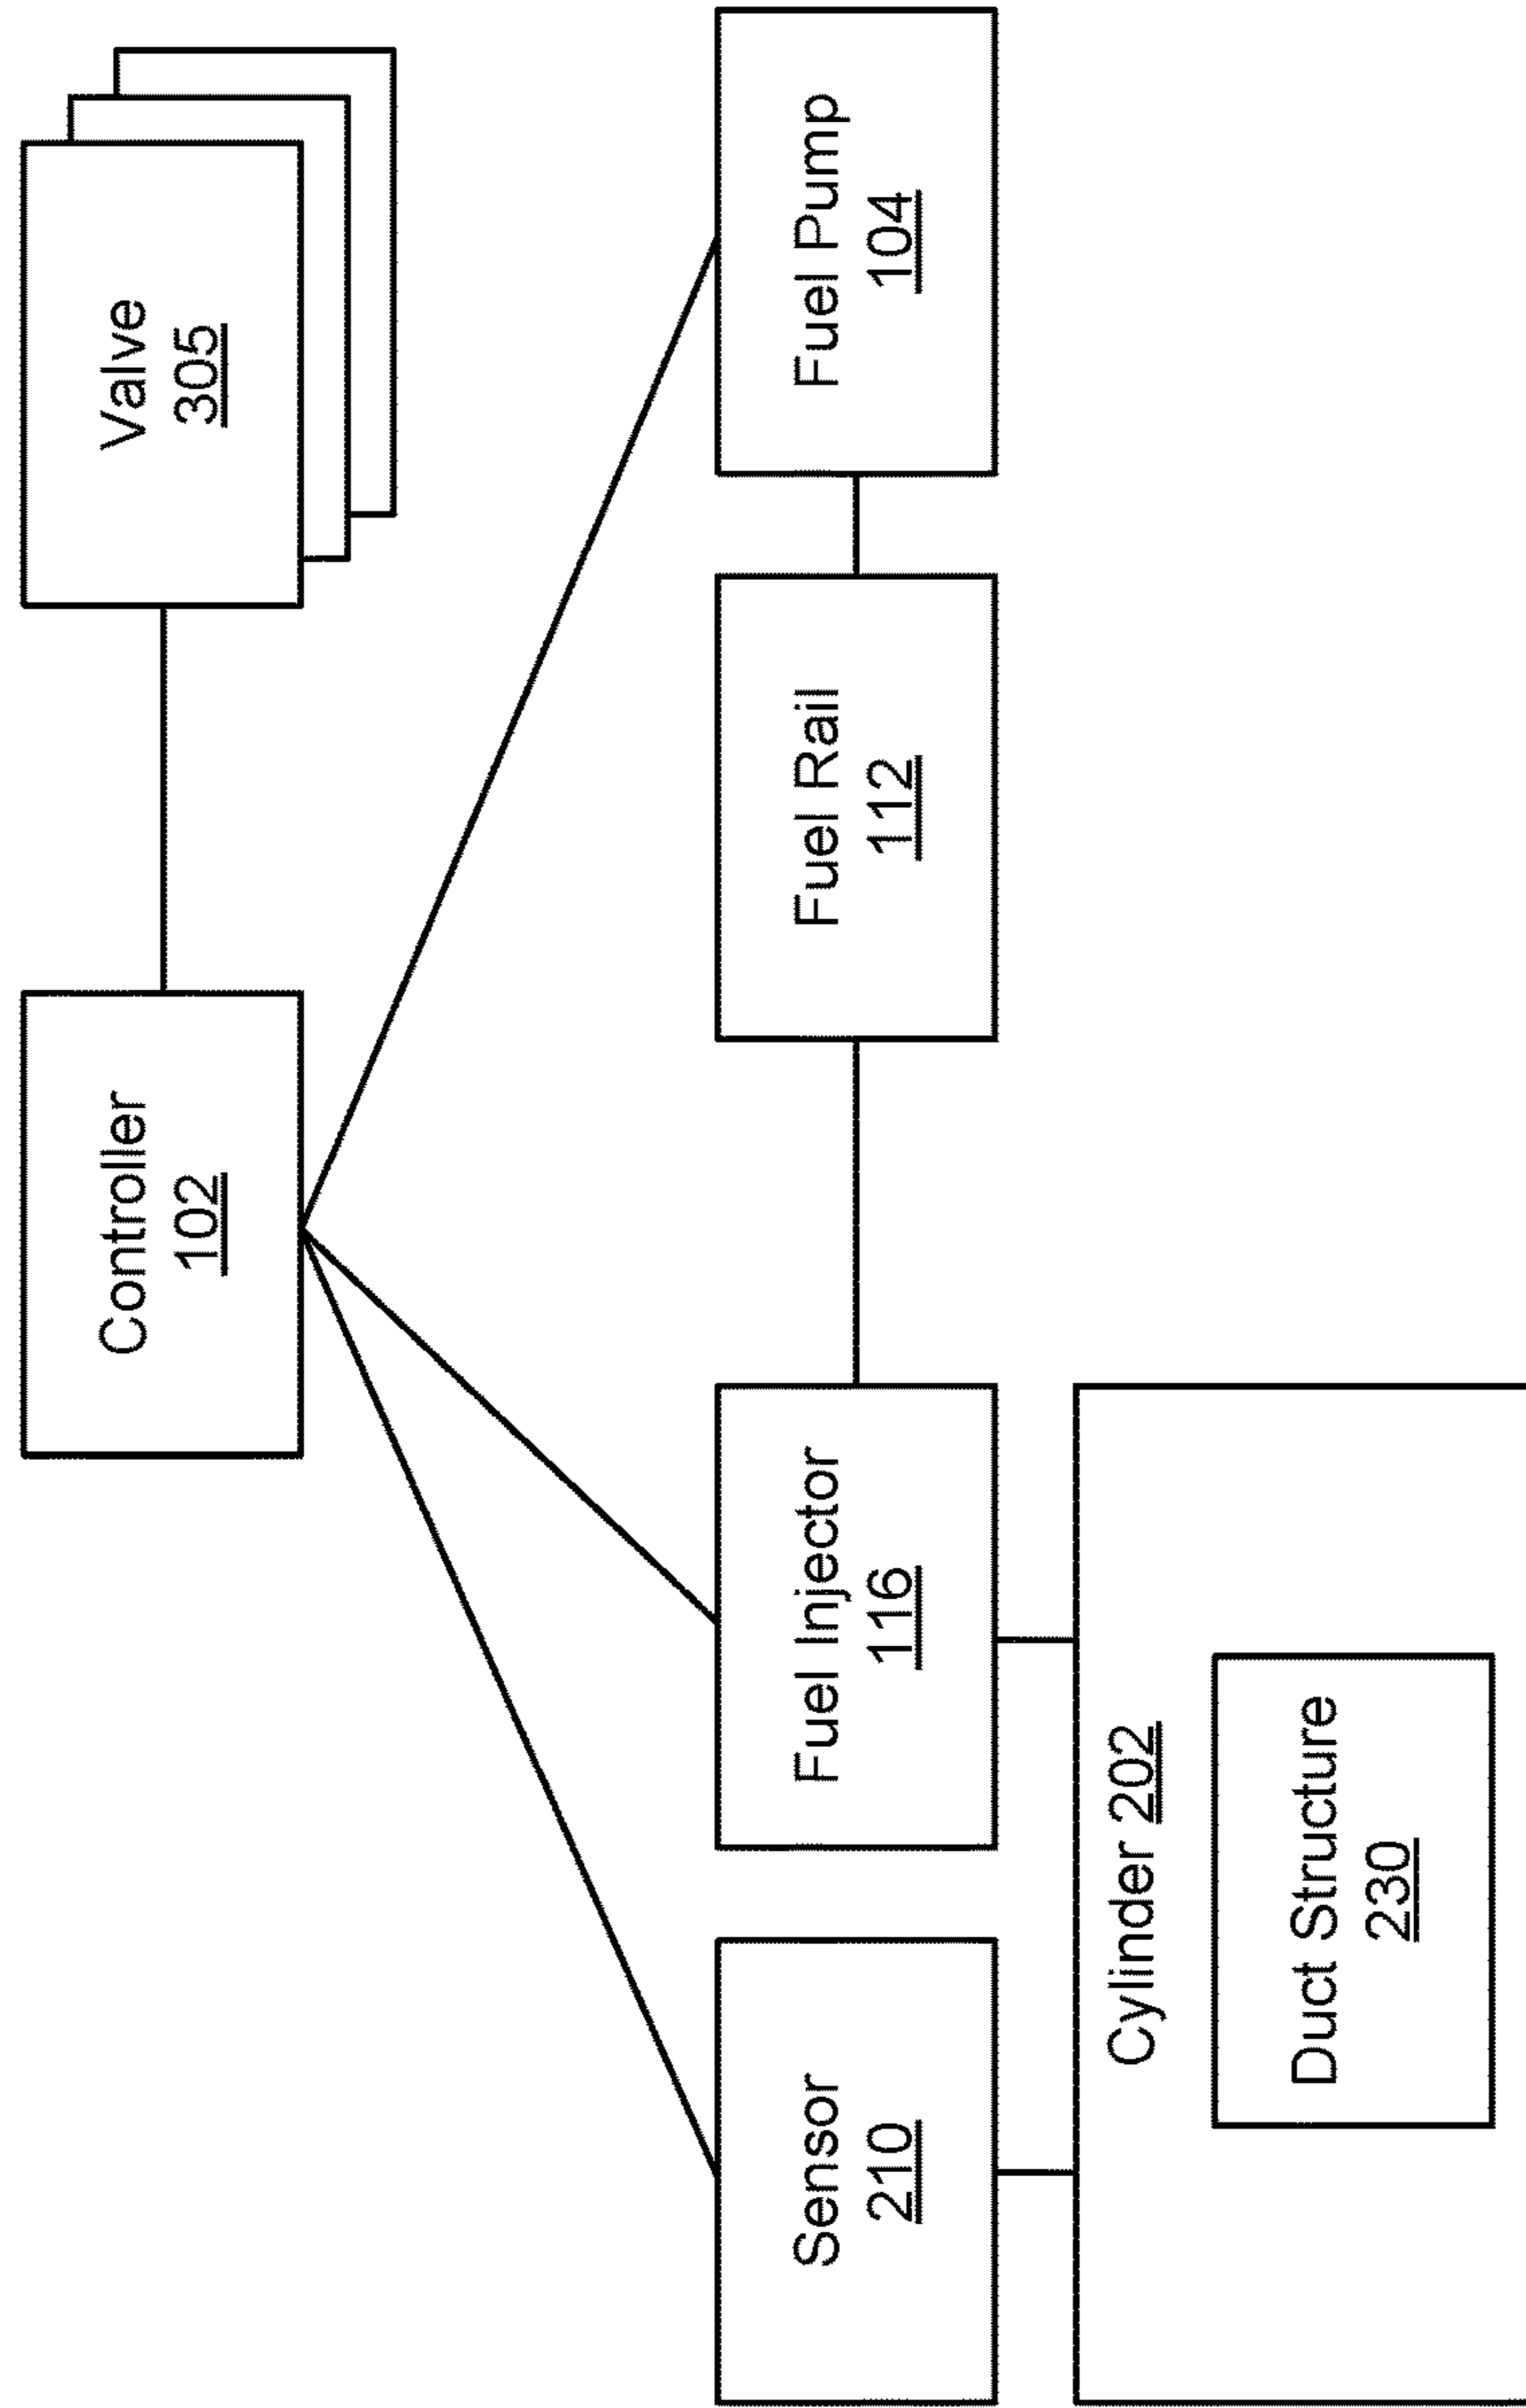 Controller
102
Valve
305
Sensor
210
Fuel Injector
116
Fuel Rail
112
Fuel Pump
104
Cylinder 202
Duct Structure
230